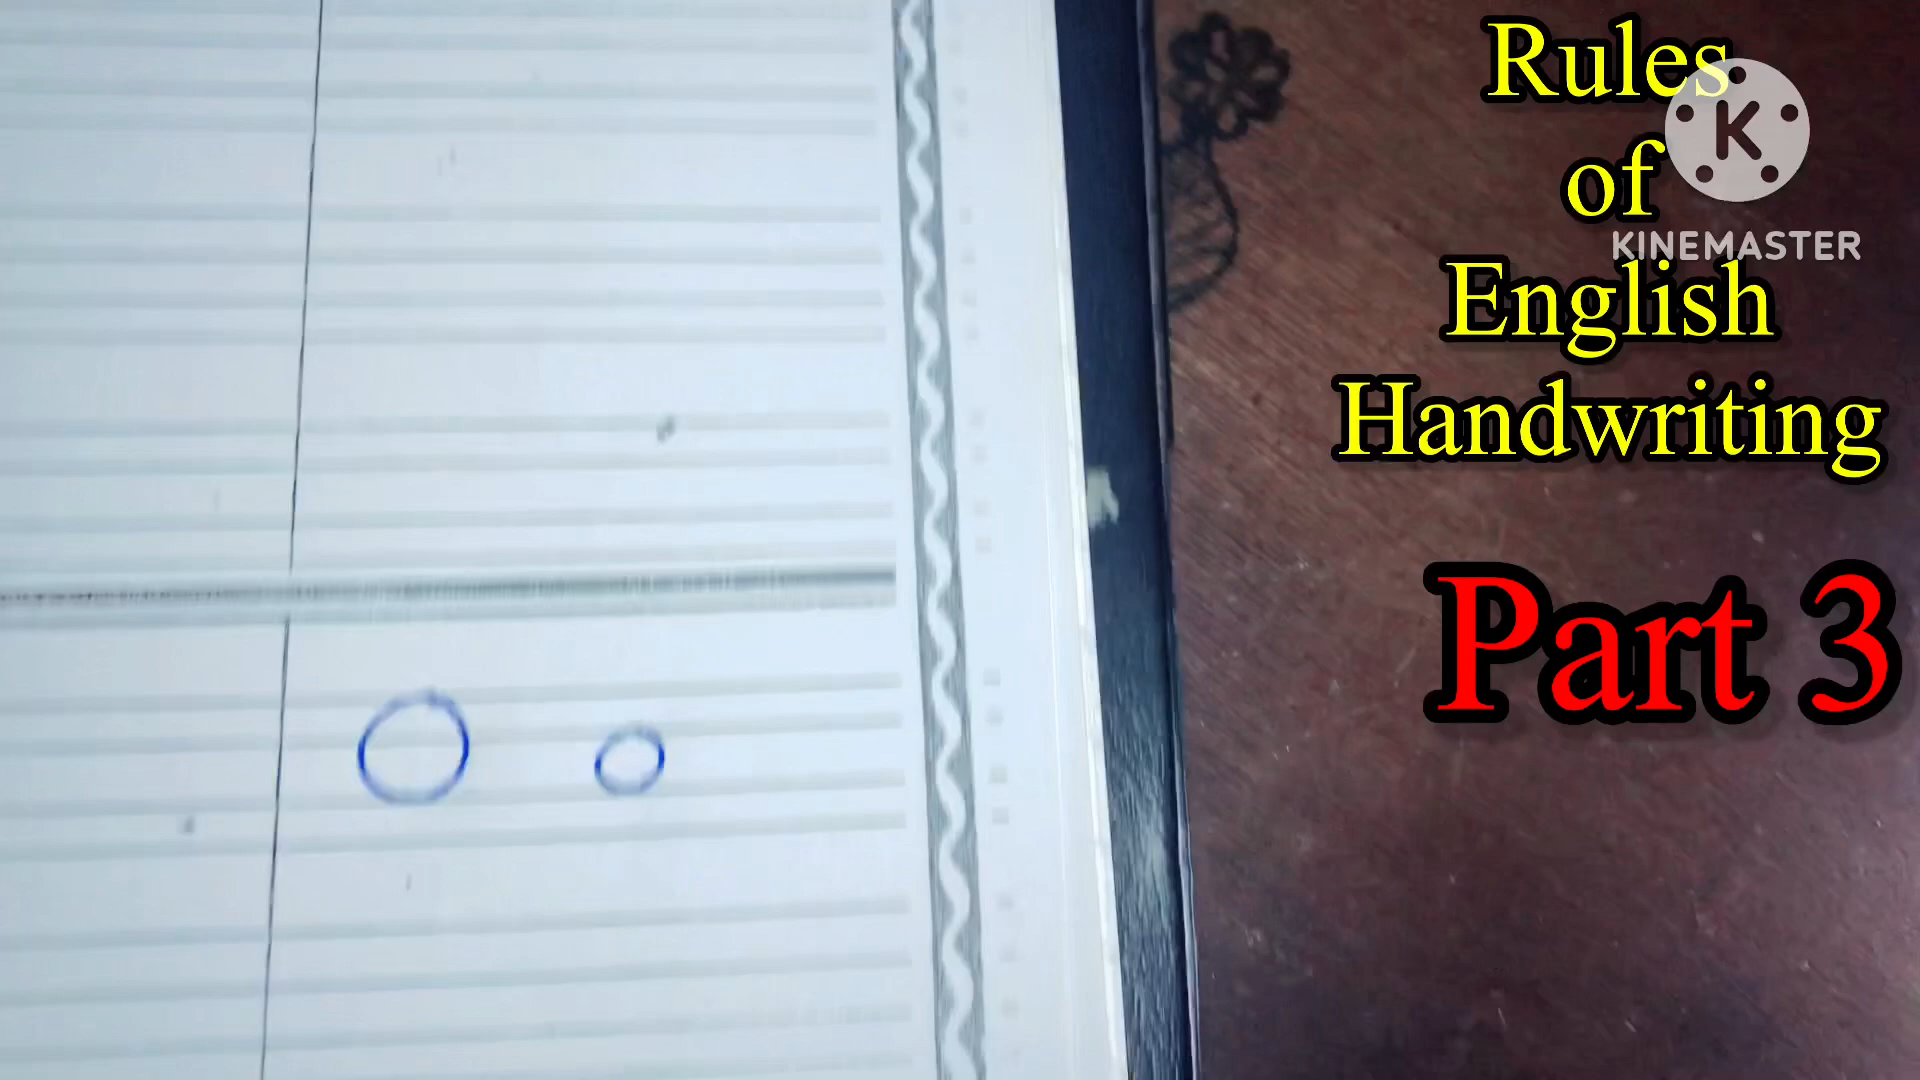 Rules
of
English
Handwriting
Part 3
K
KINEMASTER
O o